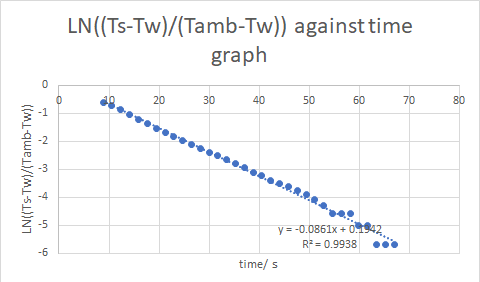 LN((Ts-Tw)/(Tamb-Tw)) against time
graph
0
0 10 20 30 40 50 60 70 80
-1
-2
-3
-4
-5
-6
LN((Ts-Tw)/(Tamb-Tw))
y = -0.0861x + 0.1942
R² = 0.9938
time/ s